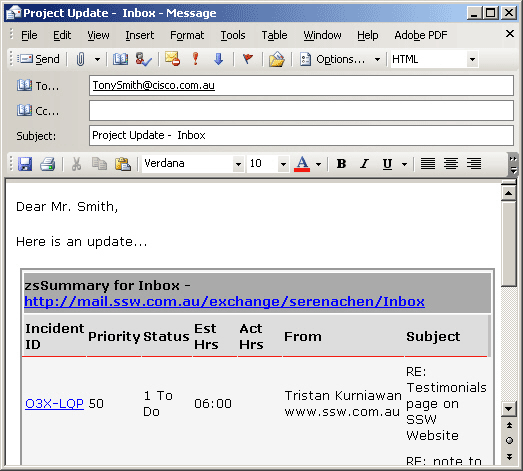 Project Update - Inbox - Message
File Edit View Insert Format Tools Table Window Help Adobe PDF
Send Options... HTML
To... TonySmith@cisco.com.au
Cc...
Subject: Project Update - Inbox
Verdana 10 A B I U
Dear Mr. Smith,
Here is an update...
zsSummary for Inbox -
http://mail.ssw.com.au/exchange/serenachen/Inbox
Incident ID Priority Status Est Hrs Act Hrs From Subject
O3X-LQP 50 1 To Do 06:00 Tristan Kurniawan www.ssw.com.au RE: Testimonials page on SSW Website
RE: note to